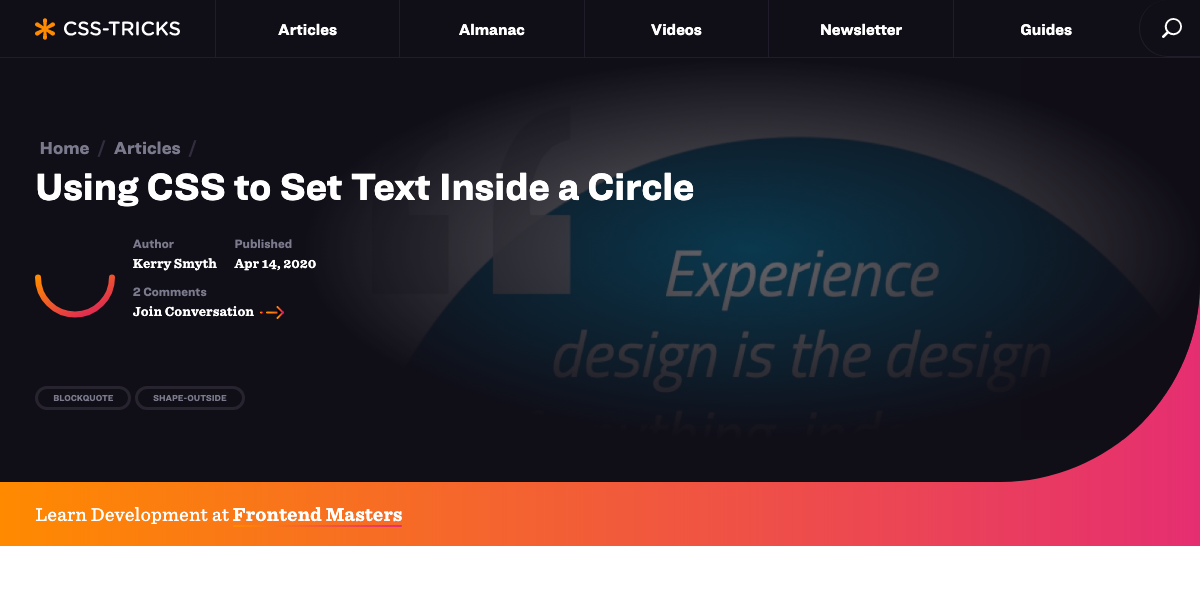 CSS-TRICKS
Articles
Almanac
Videos
Newsletter
Guides
Home / Articles /
Using CSS to Set Text Inside a Circle
Author
Kerry Smyth
Published
Apr 14, 2020
2 Comments
Join Conversation
BLOCKQUOTE
SHAPE-OUTSIDE
“
Experience
design is the design
Learn Development at Frontend Masters